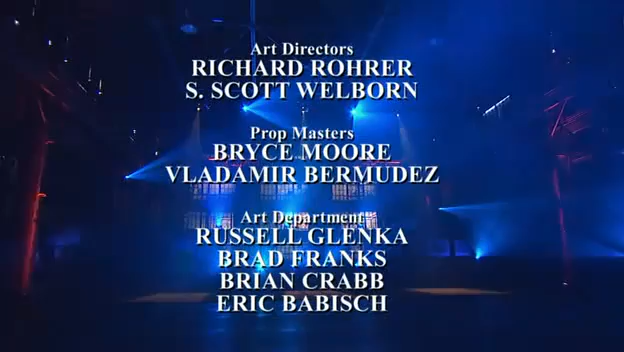 Art Directors
RICHARD ROHRER
S. SCOTT WELBORN
Prop Masters
BRYCE MOORE
VLADAMIR BERMUDEZ
Art Department
RUSSELL GLENKA
BRAD FRANKS
BRIAN CRABB
ERIC BABISCH